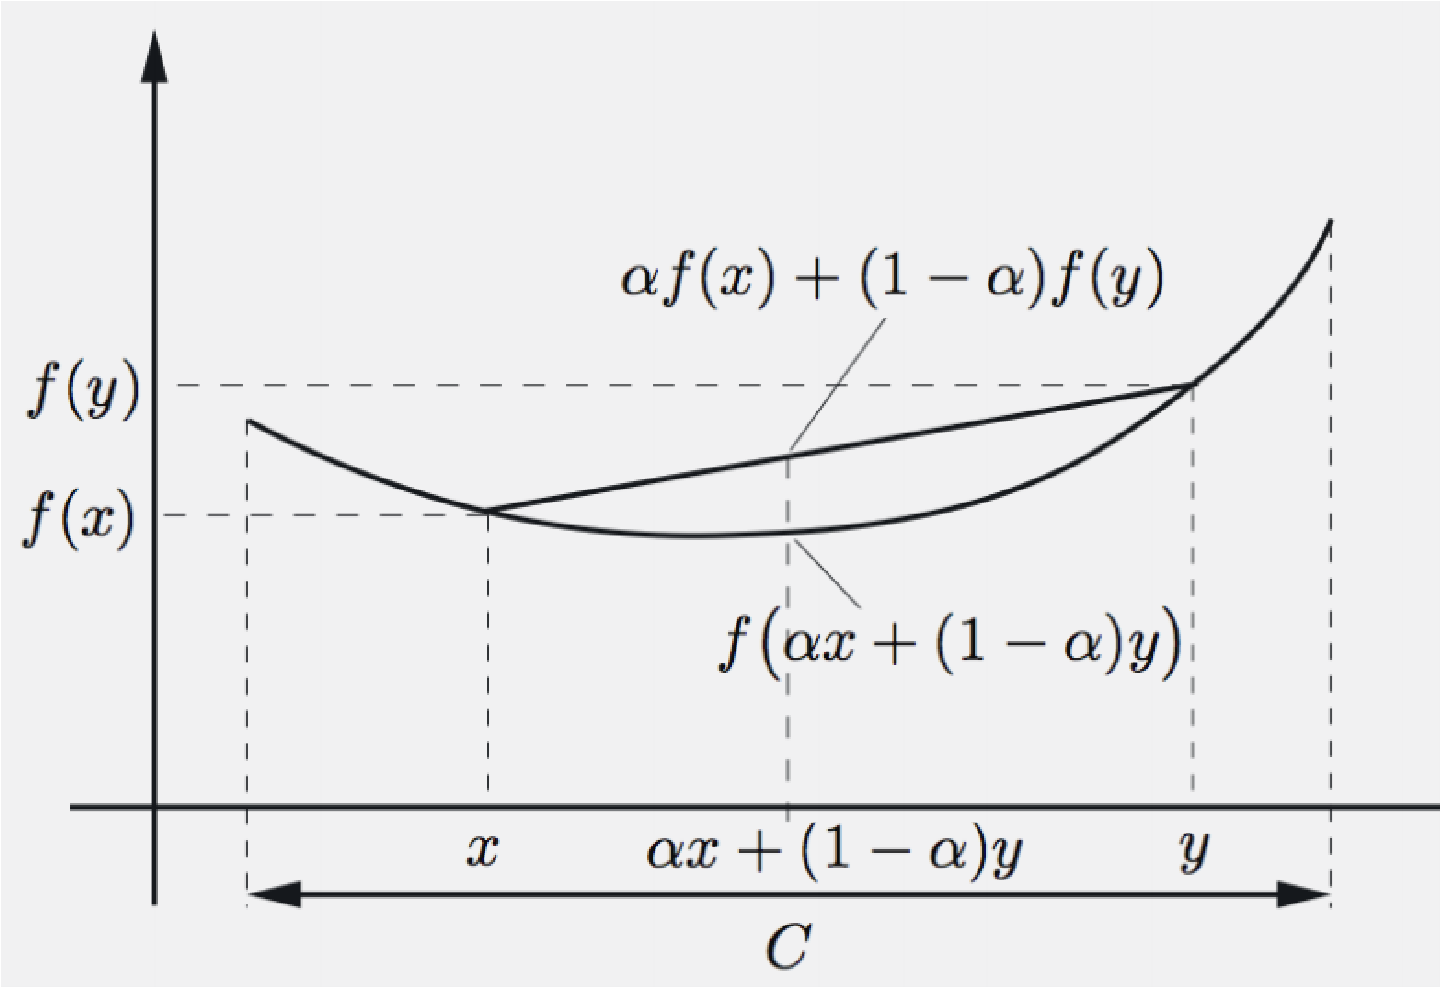 αf(x) + (1 − α)f(y)
f(y)
f(x)
f(αx + (1 − α)y)
x
αx + (1 − α)y
y
C